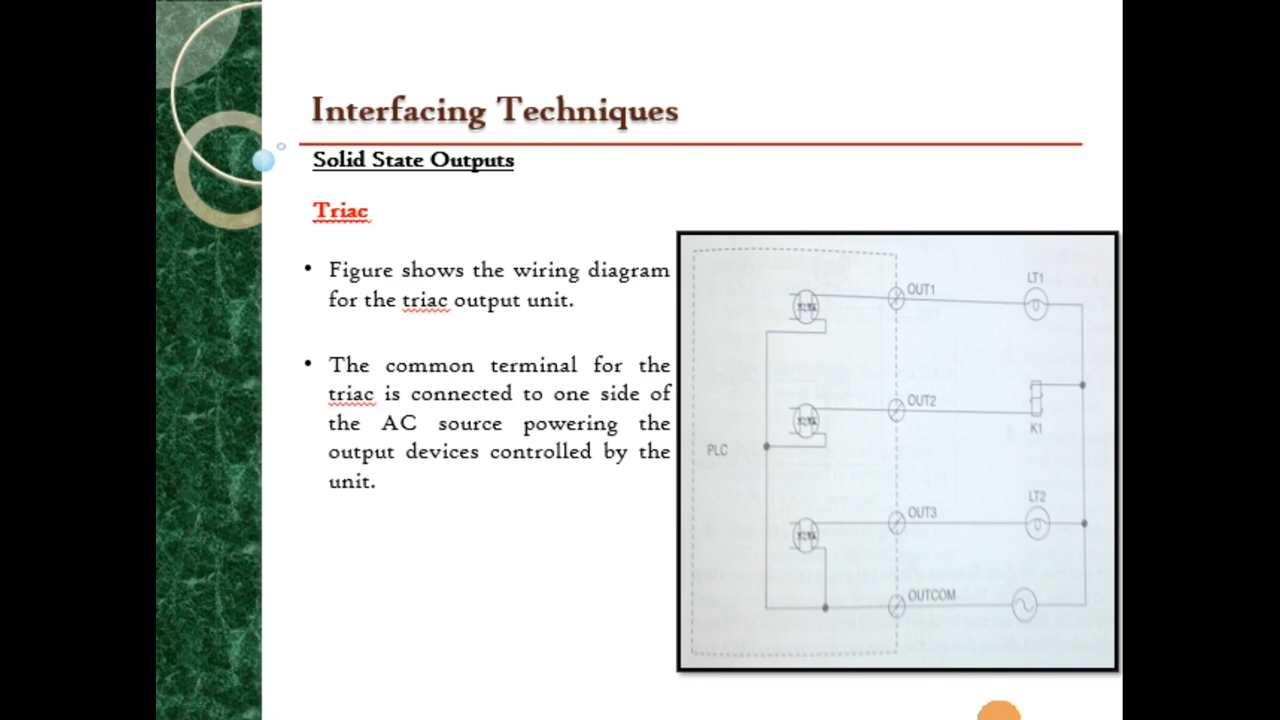 Interfacing Techniques
Solid State Outputs
Triac
• Figure shows the wiring diagram
for the triac output unit.
• The common terminal for the
triac is connected to one side of
the AC source powering the
output devices controlled by the
unit.
OUT1
LT1
OUT2
K1
PLC
OUT3
LT2
OUTCOM